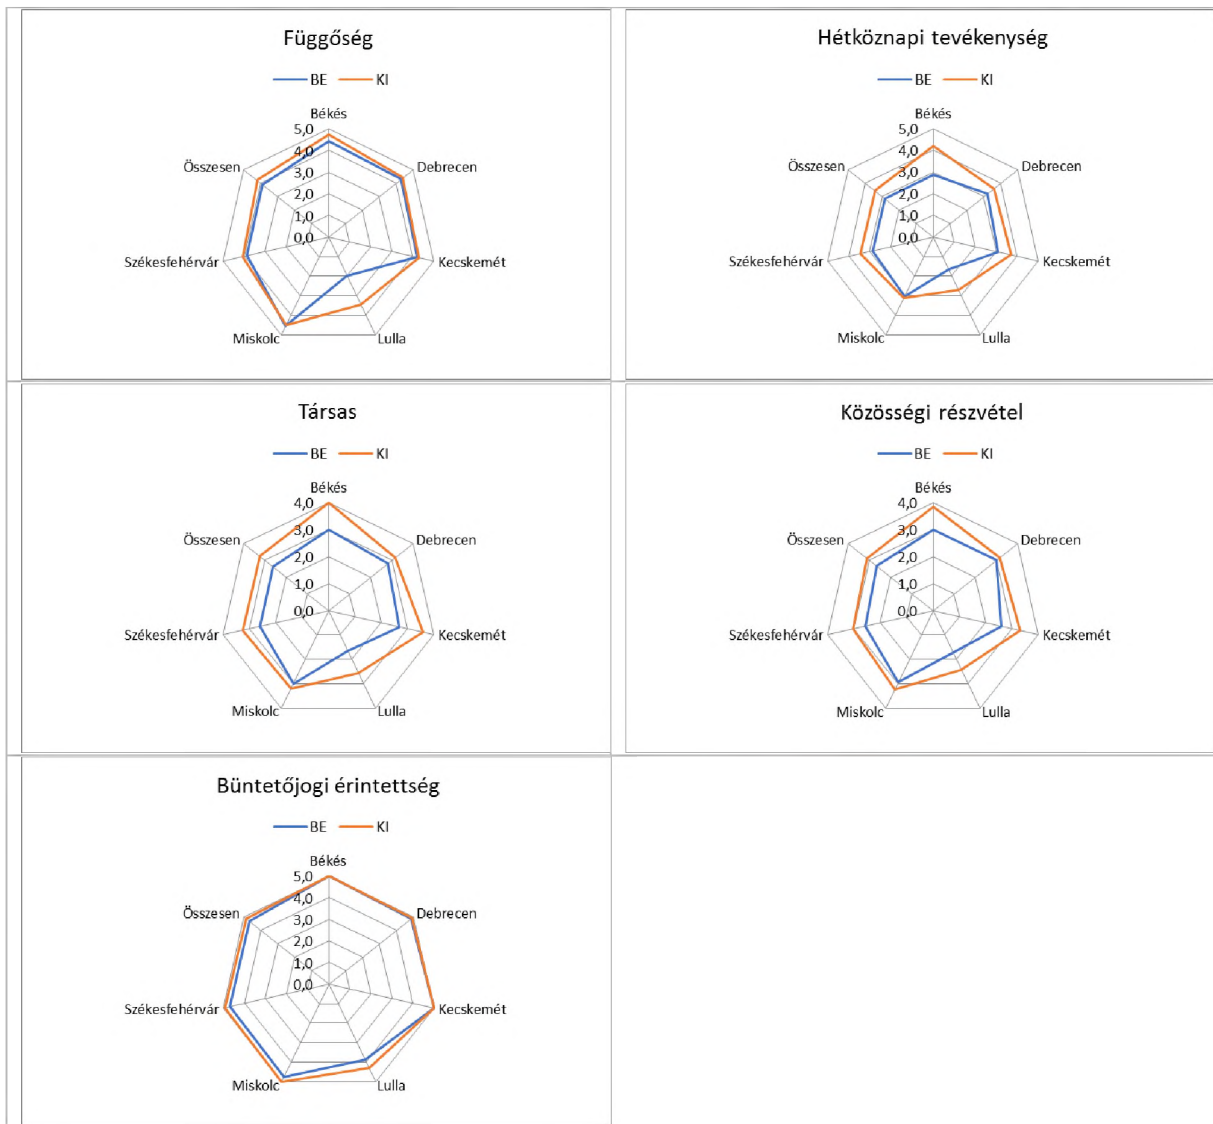 Függőség
BE KI
Békés
5,0
4,0
3,0
2,0
1,0
0,0
Debrecen
Kecskemét
Lulla
Miskolc
Székesfehérvár
Összesen
Hétköznapi tevékenység
BE KI
Békés
5,0
4,0
3,0
2,0
1,0
0,0
Debrecen
Kecskemét
Lulla
Miskolc
Székesfehérvár
Összesen
Társas
BE KI
Békés
4,0
3,0
2,0
1,0
0,0
Debrecen
Kecskemét
Lulla
Miskolc
Székesfehérvár
Összesen
Közösségi részvétel
BE KI
Békés
4,0
3,0
2,0
1,0
0,0
Debrecen
Kecskemét
Lulla
Miskolc
Székesfehérvár
Összesen
Büntetőjogi érintettség
BE KI
Békés
5,0
4,0
3,0
2,0
1,0
0,0
Debrecen
Kecskemét
Lulla
Miskolc
Székesfehérvár
Összesen